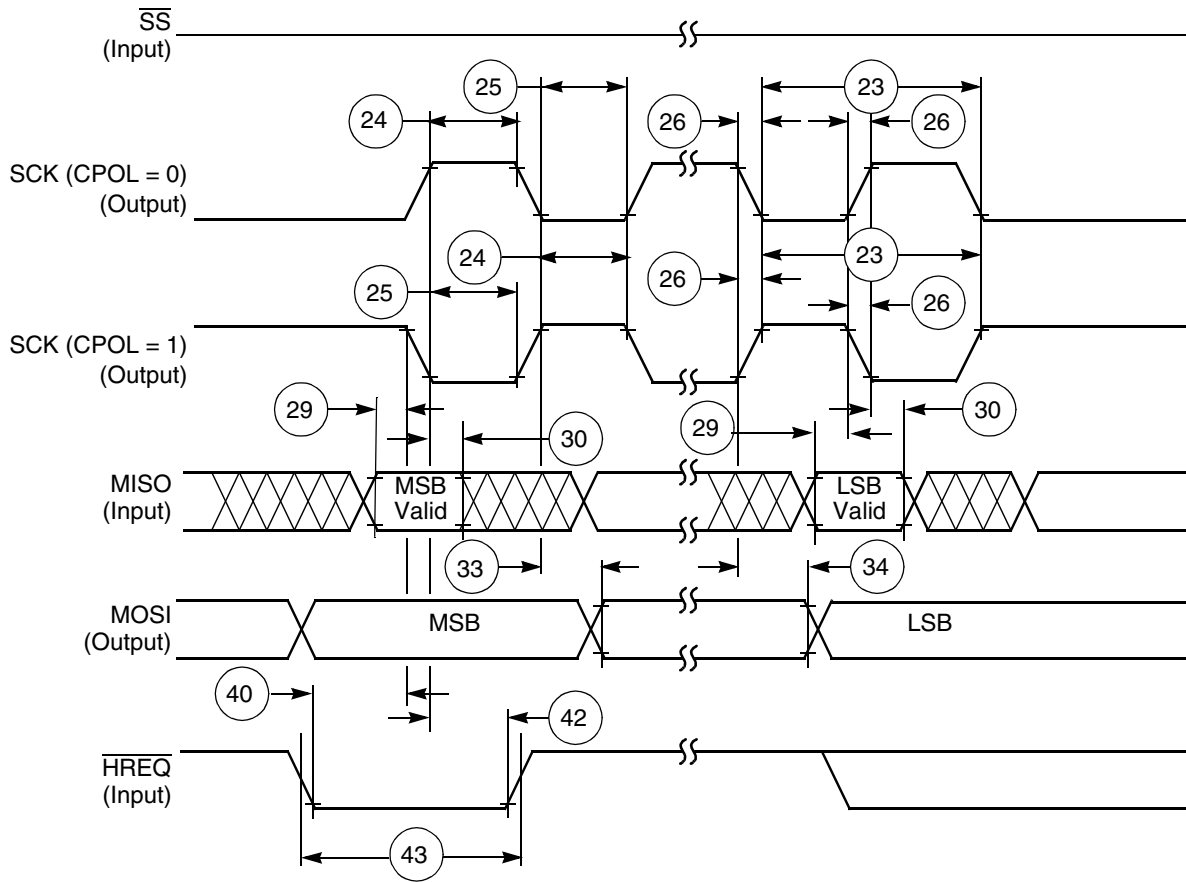 SS
(Input)
25
23
24
26
26
SCK (CPOL = 0)
(Output)
24
23
25
26
26
SCK (CPOL = 1)
(Output)
29
30
29
30
MISO
(Input)
MSB
Valid
LSB
Valid
33
34
MOSI
(Output)
MSB
LSB
40
42
HREQ
(Input)
43